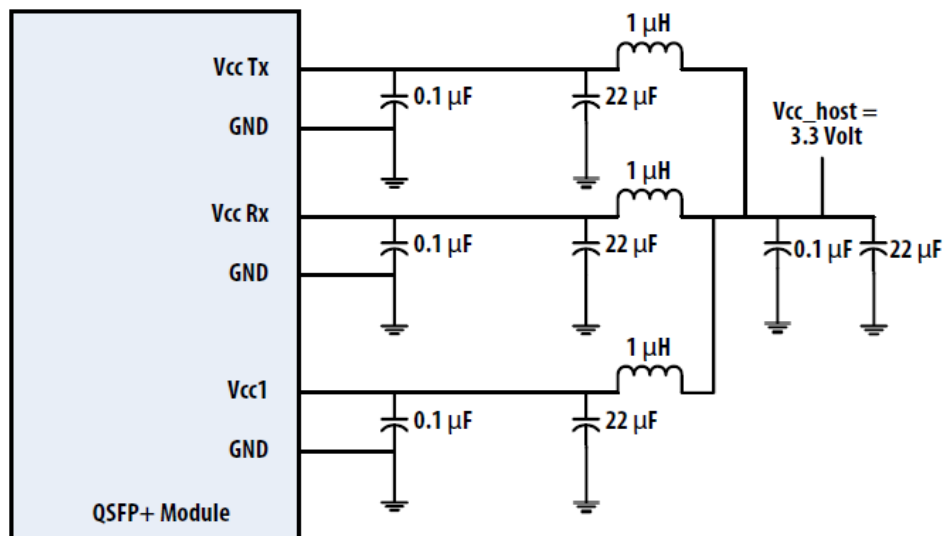 1 μH
Vcc Tx
0.1 μF
22 μF
GND
Vcc_host =
3.3 Volt
1 μH
Vcc Rx
0.1 μF
22 μF
0.1 μF
22 μF
GND
1 μH
Vcc1
0.1 μF
22 μF
GND
QSFP+ Module